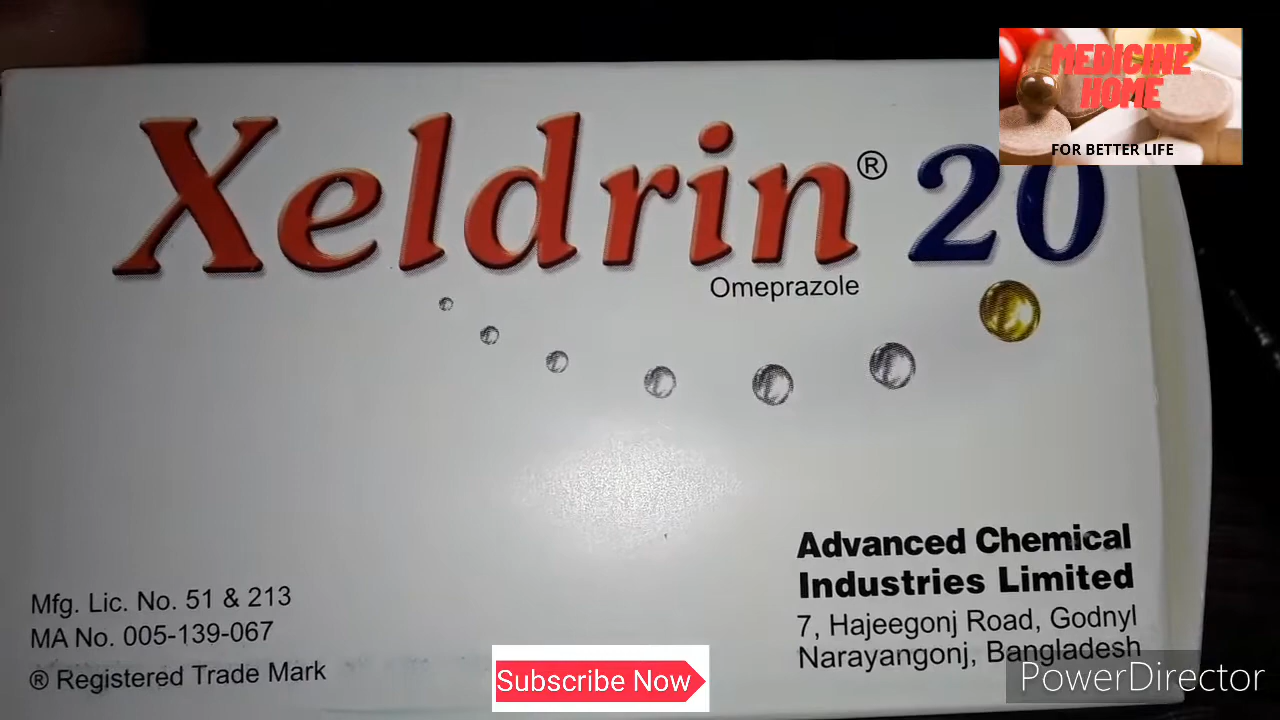 MEDICINE
HOME
FOR BETTER LIFE
Xeldrin® 20
Omeprazole
Advanced Chemical
Industries Limited
7, Hajeegonj Road, Godnyl
Narayangonj, Bangladesh
Mfg. Lic. No. 51 & 213
MA No. 005-139-067
® Registered Trade Mark
Subscribe Now
PowerDirector